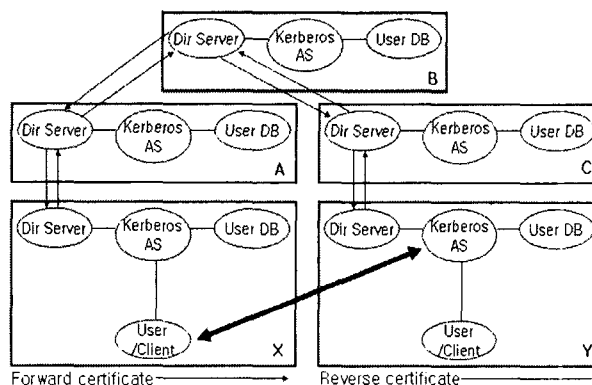 Dir Server Kerberos AS User DB
B
Dir Server Kerberos AS User DB
A
Dir Server Kerberos AS User DB
C
Dir Server Kerberos AS User DB
User /Client
X
Dir Server Kerberos AS User DB
User /Client
Y
Forward certificate
Reverse certificate